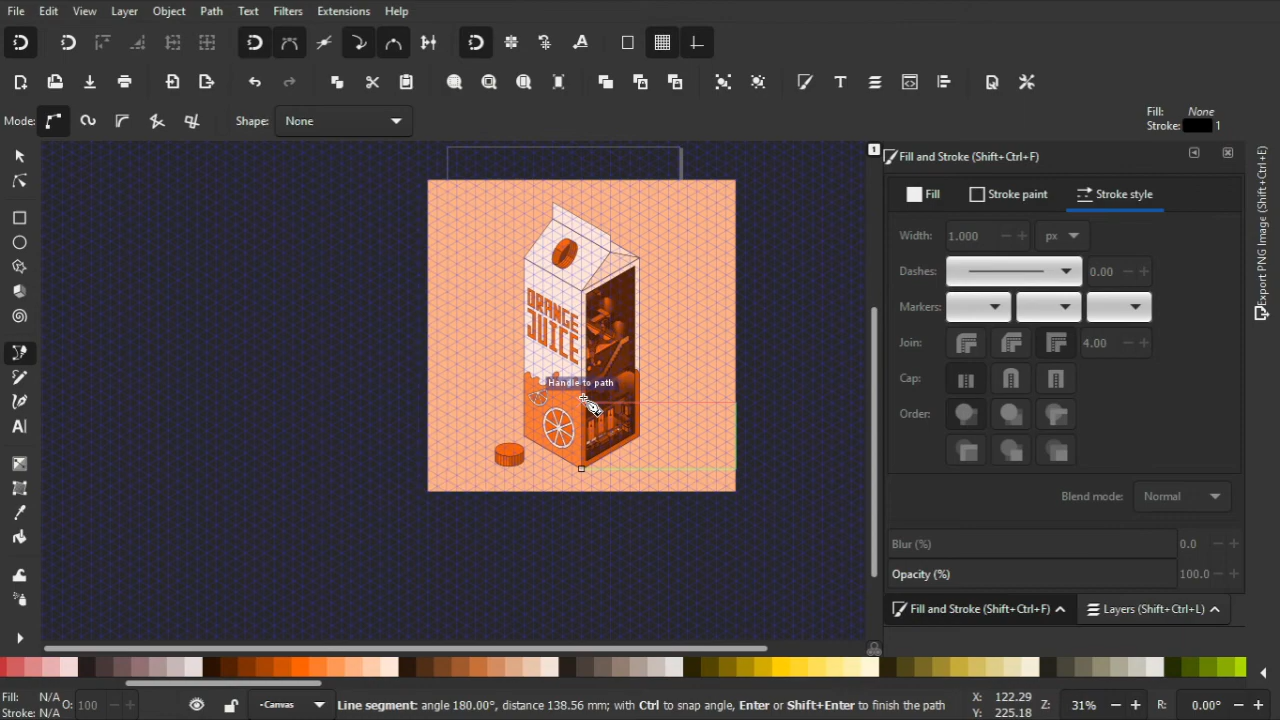 File Edit View Layer Object Path Text Filters Extensions Help
Mode: Shape: None
Fill: None
Stroke: 1
1
Fill and Stroke (Shift+Ctrl+F)
Fill Stroke paint Stroke style
Width: 1.000 px
Dashes: 0.00
Markers:
Join: 4.00
Cap:
Order:
Blend mode: Normal
Blur (%) 0.0
Opacity (%) 100.0
Fill and Stroke (Shift+Ctrl+F) Layers (Shift+Ctrl+L)
Export PNG Image (Shift+Ctrl+E)
ORANGE
JUICE
Handle to path
Fill: N/A
Stroke: N/A
O: 100
-Canvas
Line segment: angle 180.00°, distance 138.56 mm; with Ctrl to snap angle, Enter or Shift+Enter to finish the path
X: 122.29
Y: 225.18
Z: 31%
R: 0.00°